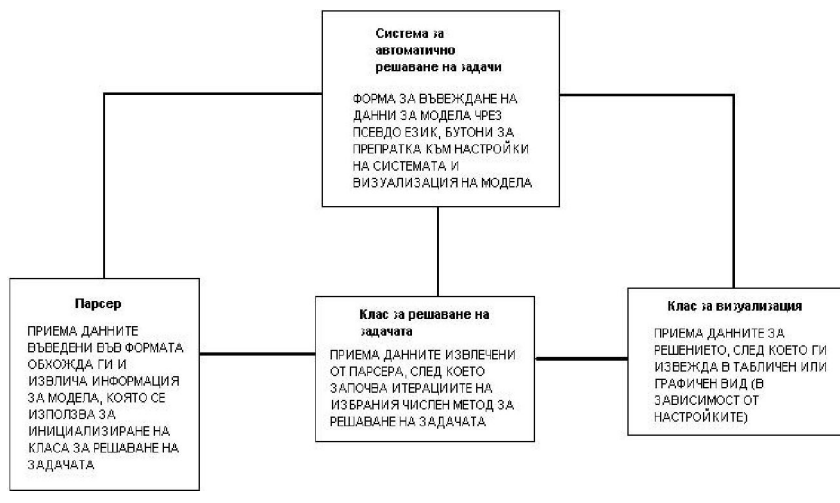 Система за
автоматично
решаване на задачи
ФОРМА ЗА ВЪВЕЖДАНЕ НА
ДАННИ ЗА МОДЕЛА ЧРЕЗ
ПСЕВДО ЕЗИК, БУТОНИ ЗА
ПРЕПРАТКА КЪМ НАСТРОЙКИ
НА СИСТЕМАТА И
ВИЗУАЛИЗАЦИЯ НА МОДЕЛА
Парсер
ПРИЕМА ДАННИТЕ
ВЪВЕДЕНИ ВЪВ ФОРМАТА
ОБХОЖДА ГИ И
ИЗВЛИЧА ИНФОРМАЦИЯ
ЗА МОДЕЛА, КОЯТО СЕ
ИЗПОЛЗВА ЗА
ИНИЦИАЛИЗИРАНЕ НА
КЛАСА ЗА РЕШАВАНЕ НА
ЗАДАЧАТА
Клас за решаване на
задачата
ПРИЕМА ДАННИТЕ ИЗВЛЕЧЕНИ
ОТ ПАРСЕРА, СЛЕД КОЕТО
ЗАПОЧВА ИТЕРАЦИИТЕ НА
ИЗБРАНИЯ ЧИСЛЕН МЕТОД ЗА
РЕШАВАНЕ НА ЗАДАЧАТА
Клас за визуализация
ПРИЕМА ДАННИТЕ ЗА
РЕШЕНИЕТО, СЛЕД КОЕТО ГИ
ИЗВЕЖДА В ТАБЛИЧЕН ИЛИ
ГРАФИЧЕН ВИД (В
ЗАВИСИМОСТ ОТ
НАСТРОЙКИТЕ)